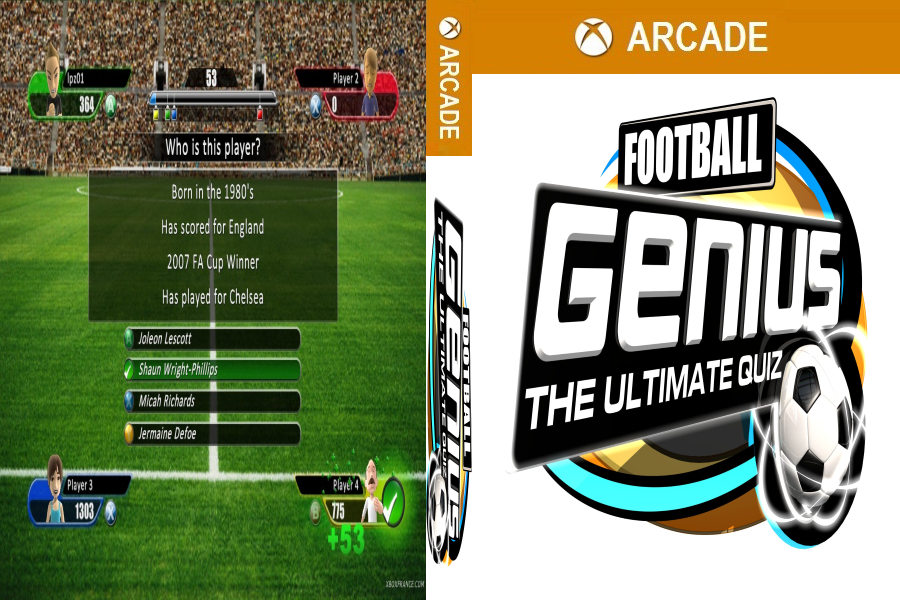 lpz01
364
A
53
Player 2
X
0
Who is this player?
Born in the 1980's
Has scored for England
2007 FA Cup Winner
Has played for Chelsea
Joleon Lescott
Shaun Wright-Phillips
Micah Richards
Jermaine Defoe
Player 3
1303
X
Player 4
B
775
+53
XBOXFRANCE.COM
ARCADE
FOOTBALL
GENIUS
THE ULTIMATE QUIZ
ARCADE
FOOTBALL
GENIUS
THE ULTIMATE QUIZ